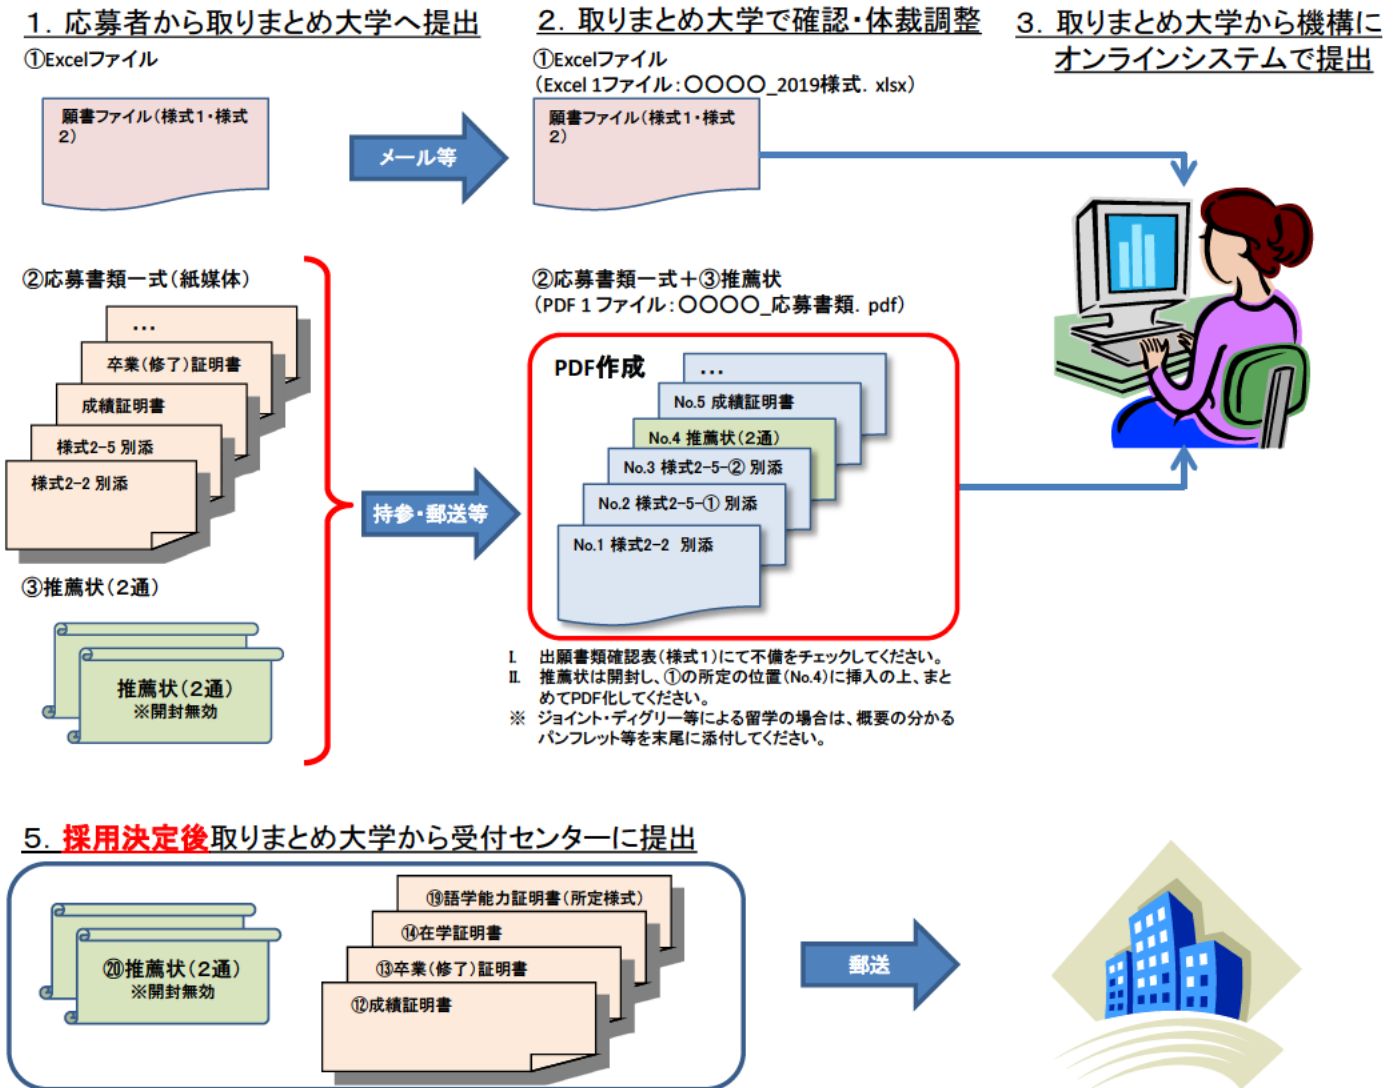 1. 応募者から取りまとめ大学へ提出
①Excelファイル
願書ファイル(様式1・様式
2)
メール等
②応募書類一式(紙媒体)
...
卒業(修了)証明書
成績証明書
様式2-5 別添
様式2-2 別添
③推薦状(2通)
推薦状(2通)
※開封無効
持参・郵送等
2. 取りまとめ大学で確認・体裁調整
①Excelファイル
(Excel 1ファイル:〇〇〇〇_2019様式. xlsx)
願書ファイル(様式1・様式
2)
②応募書類一式+③推薦状
(PDF 1 ファイル:〇〇〇〇_応募書類. pdf)
PDF作成
...
No.5 成績証明書
No.4 推薦状(2通)
No.3 様式2-5-② 別添
No.2 様式2-5-① 別添
No.1 様式2-2 別添
I. 出願書類確認表(様式1)にて不備をチェックしてください。
II. 推薦状は開封し、①の所定の位置(No.4)に挿入の上、まと
めてPDF化してください。
※ ジョイント・ディグリー等による留学の場合は、概要の分かる
パンフレット等を末尾に添付してください。
3. 取りまとめ大学から機構に
オンラインシステムで提出
5. 採用決定後取りまとめ大学から受付センターに提出
⑳推薦状(2通)
※開封無効
⑲語学能力証明書(所定様式)
⑭在学証明書
⑬卒業(修了)証明書
⑫成績証明書
郵送